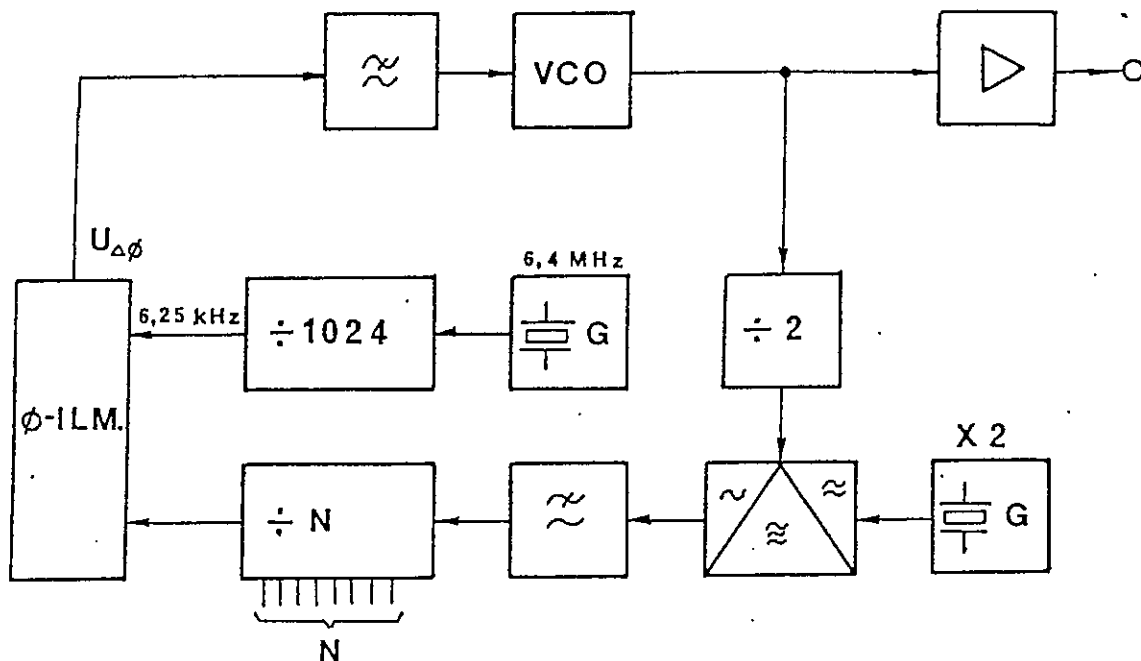 VCO
U△ø
6,4 MHz
6,25 kHz
÷1024
G
÷ 2
ø-ILM.
X 2
÷ N
G
N